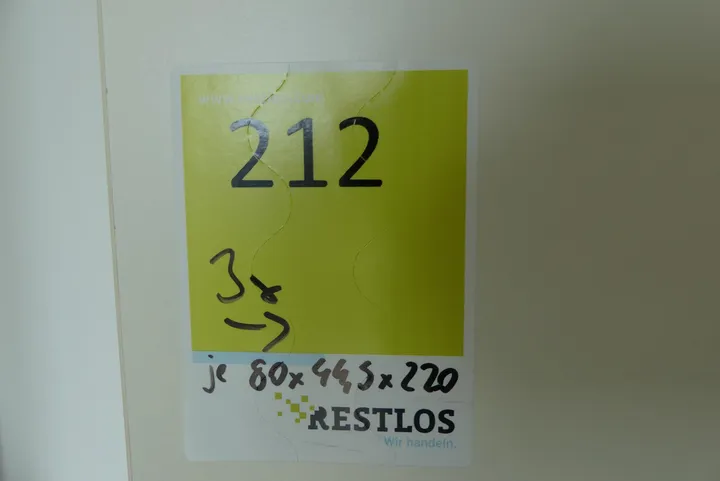 212
3x
→
je 80x44,5x220
RESTLOS
Wir handeln.